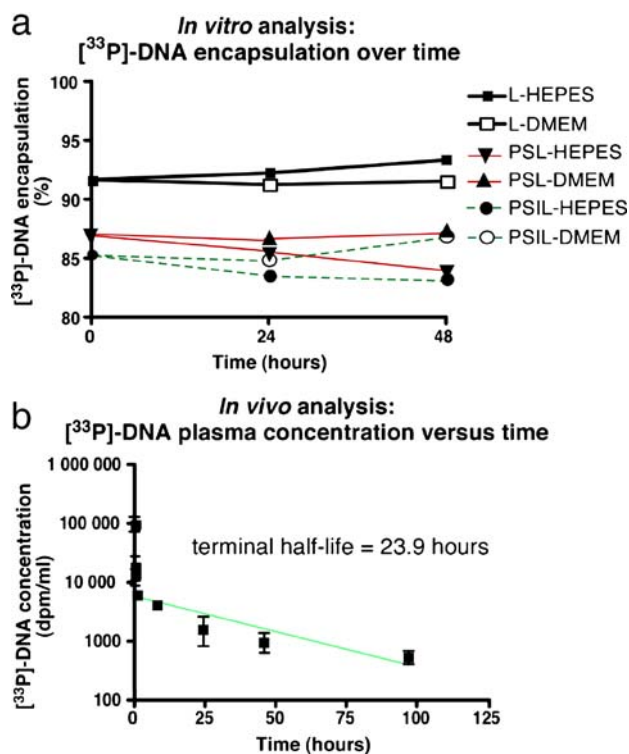 a
In vitro analysis:
[³³P]-DNA encapsulation over time
[³³P]-DNA encapsulation
(%)
100
95
90
85
80
0
24
48
Time (hours)
L-HEPES
L-DMEM
PSL-HEPES
PSL-DMEM
PSIL-HEPES
PSIL-DMEM
b
In vivo analysis:
[³³P]-DNA plasma concentration versus time
[³³P]-DNA concentration
(dpm/ml)
1 000 000
100 000
10 000
1000
100
terminal half-life = 23.9 hours
0
25
50
75
100
125
Time (hours)